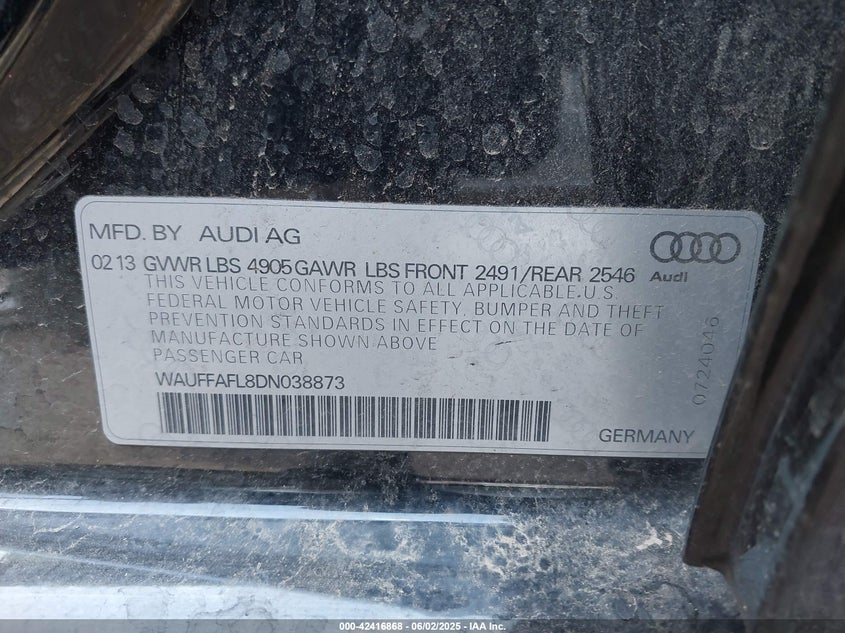 MFD. BY AUDI AG
02 13 GVWR LBS 4905 GAWR LBS FRONT 2491/REAR 2546
Audi
THIS VEHICLE CONFORMS TO ALL APPLICABLE.U.S.
FEDERAL MOTOR VEHICLE SAFETY, BUMPER AND THEFT
PREVENTION STANDARDS IN EFFECT ON THE DATE OF
MANUFACTURE SHOWN ABOVE
PASSENGER CAR
WAUFFAFL8DN038873
GERMANY
0724046
000-42416868 - 06/02/2025 - IAA Inc.